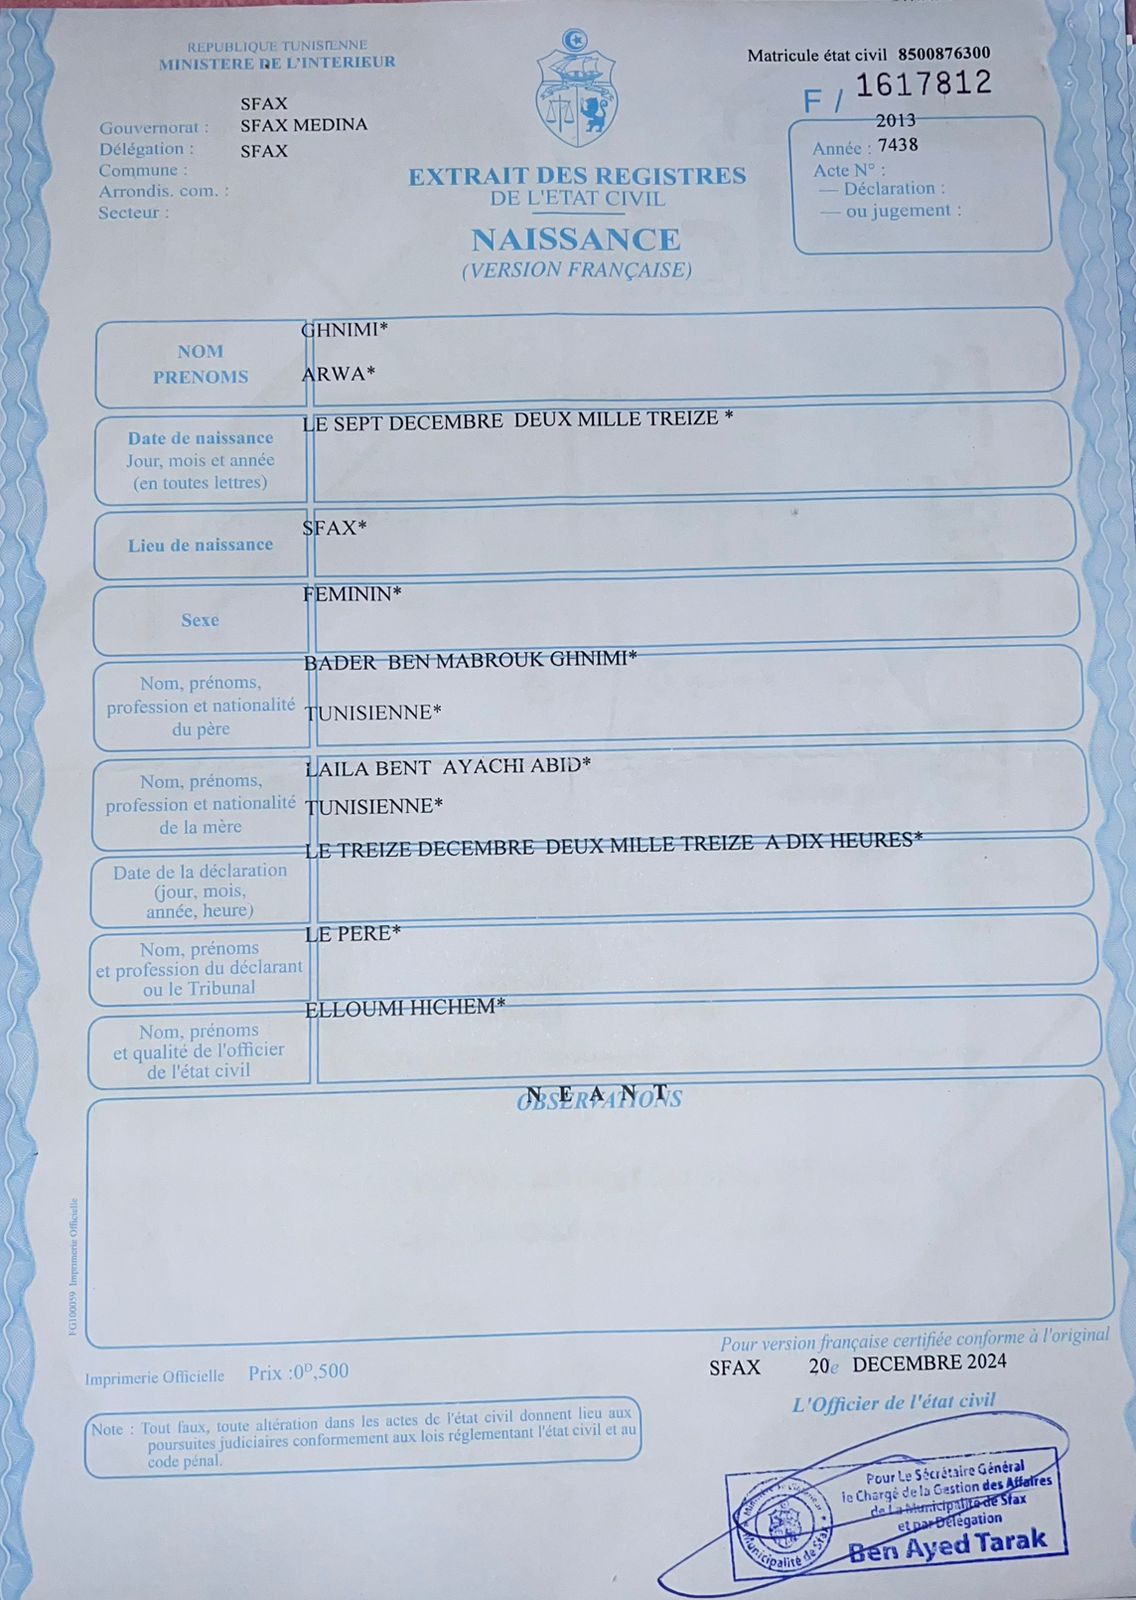 REPUBLIQUE TUNISIENNE
MINISTERE DE L'INTERIEUR
SFAX
Gouvernorat : SFAX MEDINA
Délégation : SFAX
Commune :
Arrondis. com. :
Secteur :
EXTRAIT DES REGISTRES
DE L'ETAT CIVIL
NAISSANCE
(VERSION FRANÇAISE)
Matricule état civil 8500876300
F / 1617812
2013
Année : 7438
Acte N° :
— Déclaration :
— ou jugement :
GHNIMI*
NOM
PRENOMS
ARWA*
LE SEPT DECEMBRE DEUX MILLE TREIZE *
Date de naissance
Jour, mois et année
(en toutes lettres)
SFAX*
Lieu de naissance
FEMININ*
Sexe
BADER BEN MABROUK GHNIMI*
Nom, prénoms,
profession et nationalité
du père
TUNISIENNE*
LAILA BENT AYACHI ABID*
Nom, prénoms,
profession et nationalité
de la mère
TUNISIENNE*
LE TREIZE DECEMBRE DEUX MILLE TREIZE A DIX HEURES*
Date de la déclaration
(jour, mois,
année, heure)
LE PERE*
Nom, prénoms
et profession du déclarant
ou le Tribunal
ELLOUMI HICHEM*
Nom, prénoms
et qualité de l'officier
de l'état civil
N E A N T
OBSERVATIONS
FG100059 Imprimerie Officielle
Pour version française certifiée conforme à l'original
Imprimerie Officielle Prix :0ᴰ,500
SFAX 20e DECEMBRE 2024
L'Officier de l'état civil
Note : Tout faux, toute altération dans les actes de l'état civil donnent lieu aux
poursuites judiciaires conformement aux lois réglementant l'état civil et au
code pénal.
Pour Le Sécrétaire Général
le Chargé de la Gestion des Affaires
de La Municipalité de Sfax
et par Délégation
Ben Ayed Tarak
Municipalité de Sfax